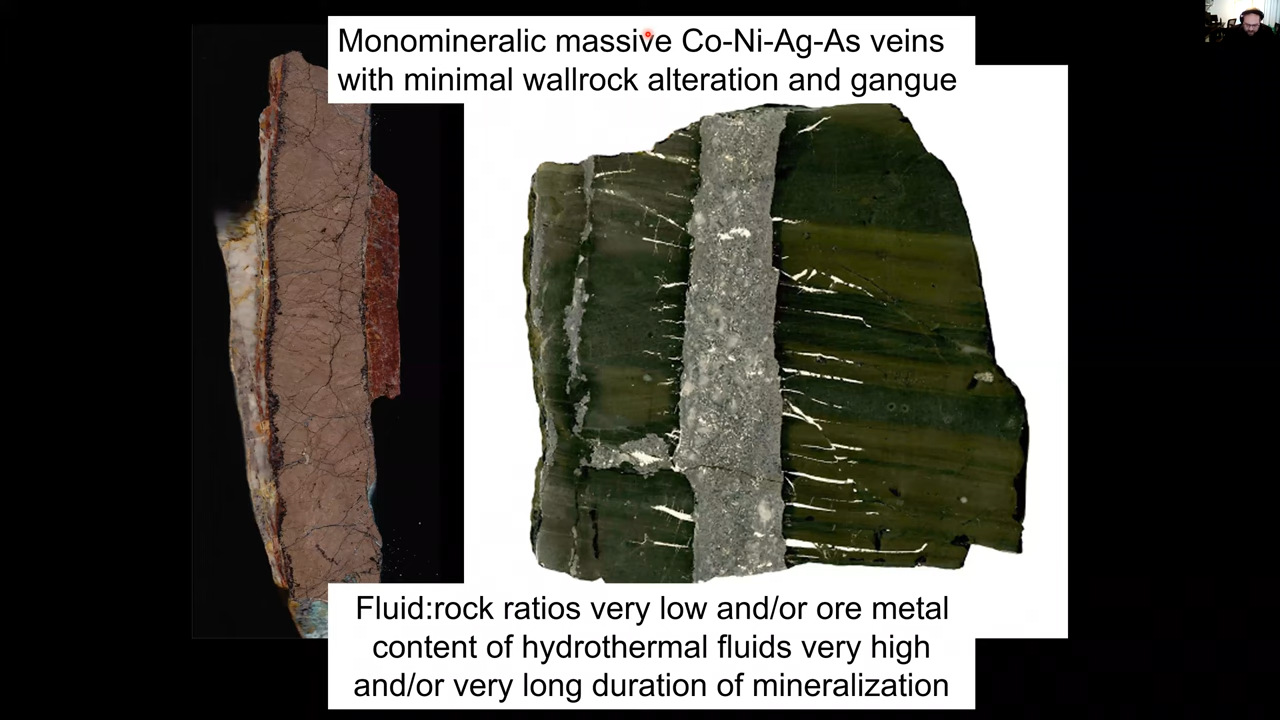 Monomineralic massive Co-Ni-Ag-As veins
with minimal wallrock alteration and gangue
Fluid:rock ratios very low and/or ore metal
content of hydrothermal fluids very high
and/or very long duration of mineralization